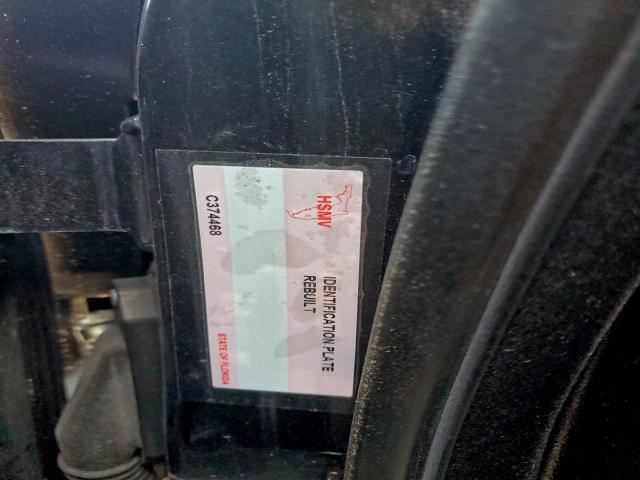 HSMV
IDENTIFICATION PLATE
REBUILT
C374468
STATE OF FLORIDA